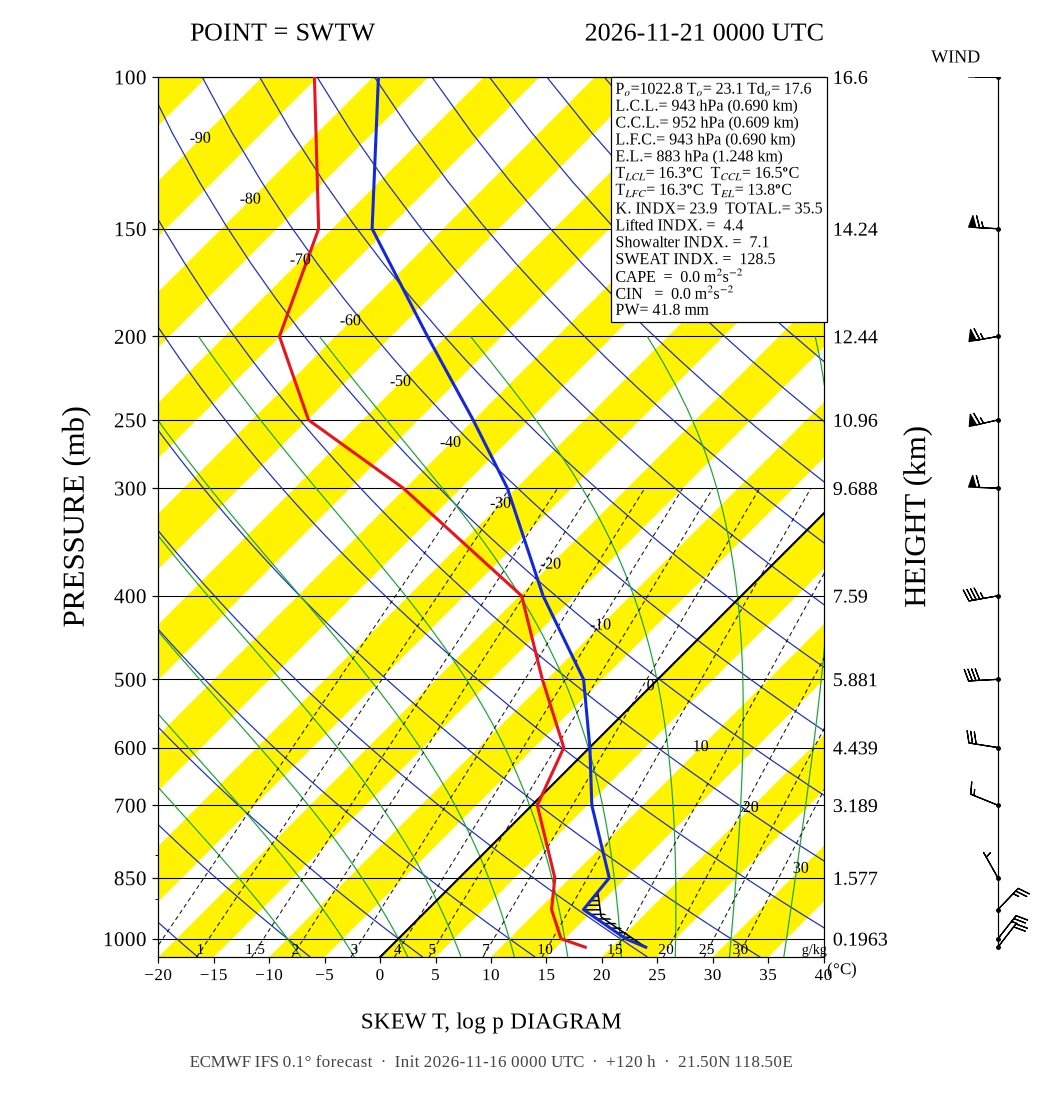 POINT = SWTW
2026-11-21 0000 UTC
WIND
100
16.6
Pₒ=1022.8 Tₒ= 23.1 Tdₒ= 17.6
L.C.L.= 943 hPa (0.690 km)
C.C.L.= 952 hPa (0.609 km)
L.F.C.= 943 hPa (0.690 km)
E.L.= 883 hPa (1.248 km)
T_LCL= 16.3°C T_CCL= 16.5°C
T_LFC= 16.3°C T_EL= 13.8°C
K. INDX= 23.9 TOTAL.= 35.5
Lifted INDX. = 4.4
Showalter INDX. = 7.1
SWEAT INDX. = 128.5
CAPE = 0.0 m²s⁻²
CIN = 0.0 m²s⁻²
PW= 41.8 mm
-90
-80
150
14.24
-70
-60
200
12.44
-50
250
10.96
-40
300
9.688
-30
PRESSURE (mb)
HEIGHT (km)
-20
400
7.59
-10
500
5.881
0
600
4.439
10
700
3.189
20
850
1.577
30
1000
0.1963
1 1.5 2 3 4 5 7 10 15 20 25 30 g/kg
−20 −15 −10 −5 0 5 10 15 20 25 30 35 40 (°C)
SKEW T, log p DIAGRAM
ECMWF IFS 0.1° forecast · Init 2026-11-16 0000 UTC · +120 h · 21.50N 118.50E